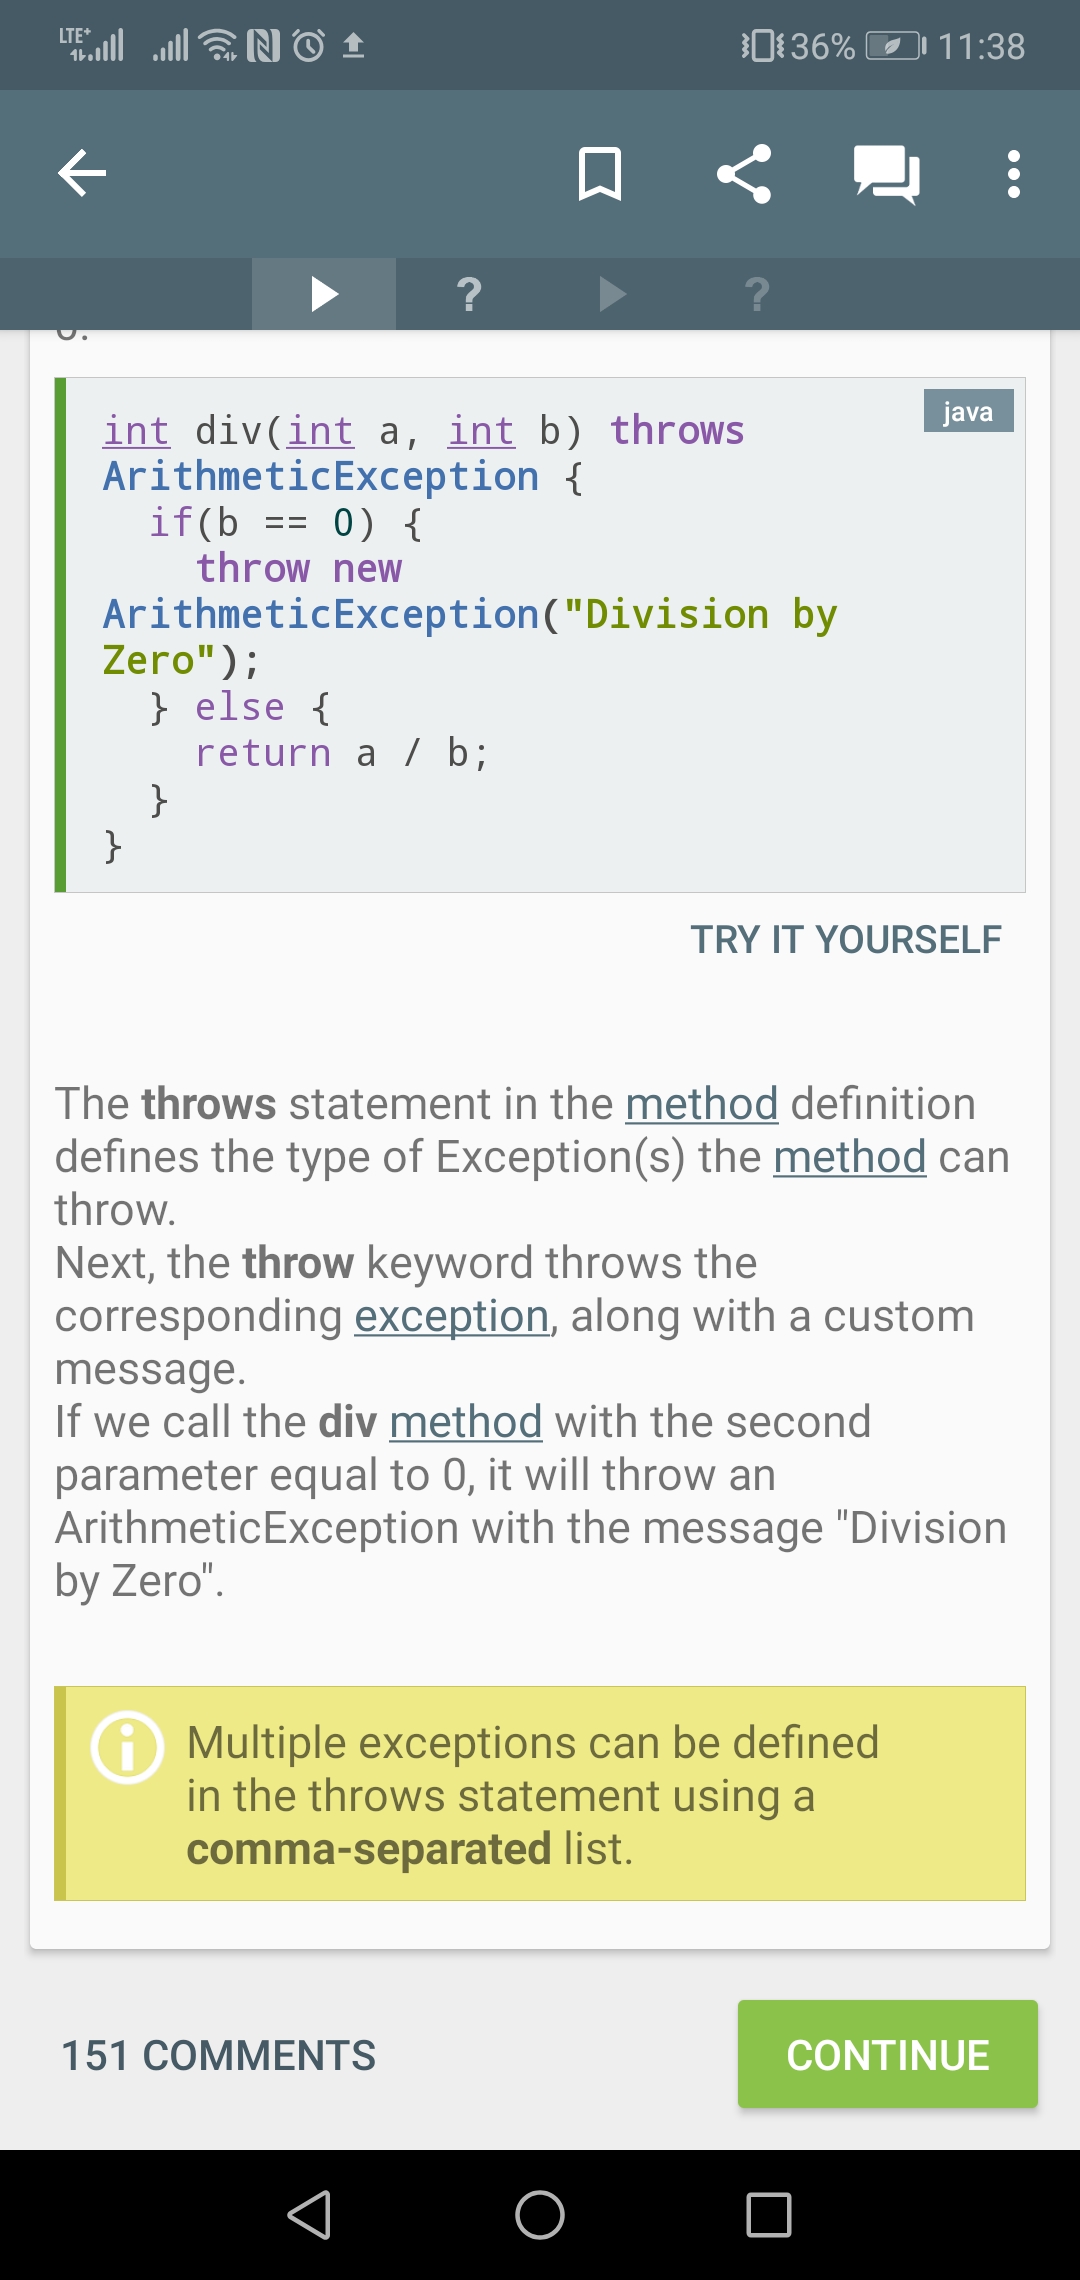 LTE+ 36% 11:38
? ?
java
int div(int a, int b) throws
ArithmeticException {
if(b == 0) {
throw new
ArithmeticException("Division by
Zero");
} else {
return a / b;
}
}
TRY IT YOURSELF
The throws statement in the method definition
defines the type of Exception(s) the method can
throw.
Next, the throw keyword throws the
corresponding exception, along with a custom
message.
If we call the div method with the second
parameter equal to 0, it will throw an
ArithmeticException with the message "Division
by Zero".
Multiple exceptions can be defined
in the throws statement using a
comma-separated list.
151 COMMENTS
CONTINUE